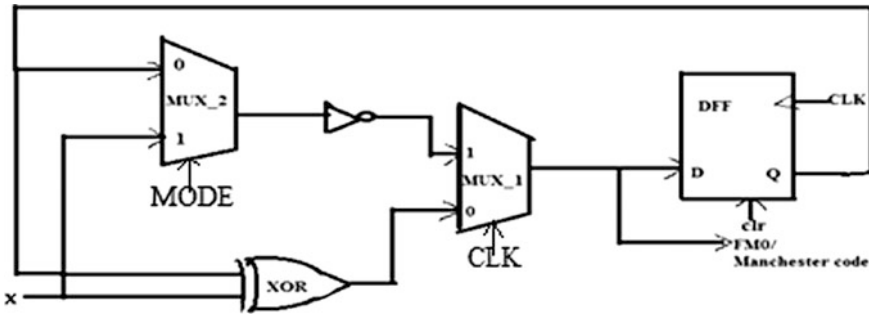 0
MUX_2
1
MODE
1
MUX_1
0
CLK
DFF
CLK
D
Q
clr
FM0/
Manchester code
XOR
x